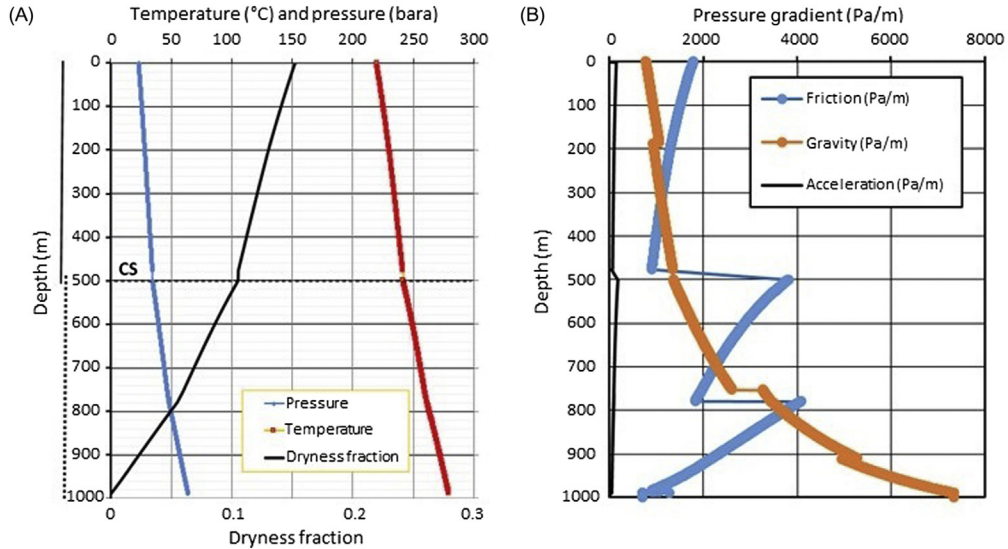 (A)
Temperature (°C) and pressure (bara)
0 50 100 150 200 250 300
0
100
200
300
400
500
600
700
800
900
1000
Depth (m)
CS
Pressure
Temperature
Dryness fraction
0 0.1 0.2 0.3
Dryness fraction
(B)
Pressure gradient (Pa/m)
0 2000 4000 6000 8000
0
100
200
300
400
500
600
700
800
900
1000
Depth (m)
Friction (Pa/m)
Gravity (Pa/m)
Acceleration (Pa/m)